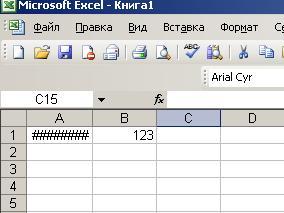 Microsoft Excel - Книга1
Файл Правка Вид Вставка Формат
Arial Cyr
C15 fx
A B C D
1 ######## 123
2
3
4
5